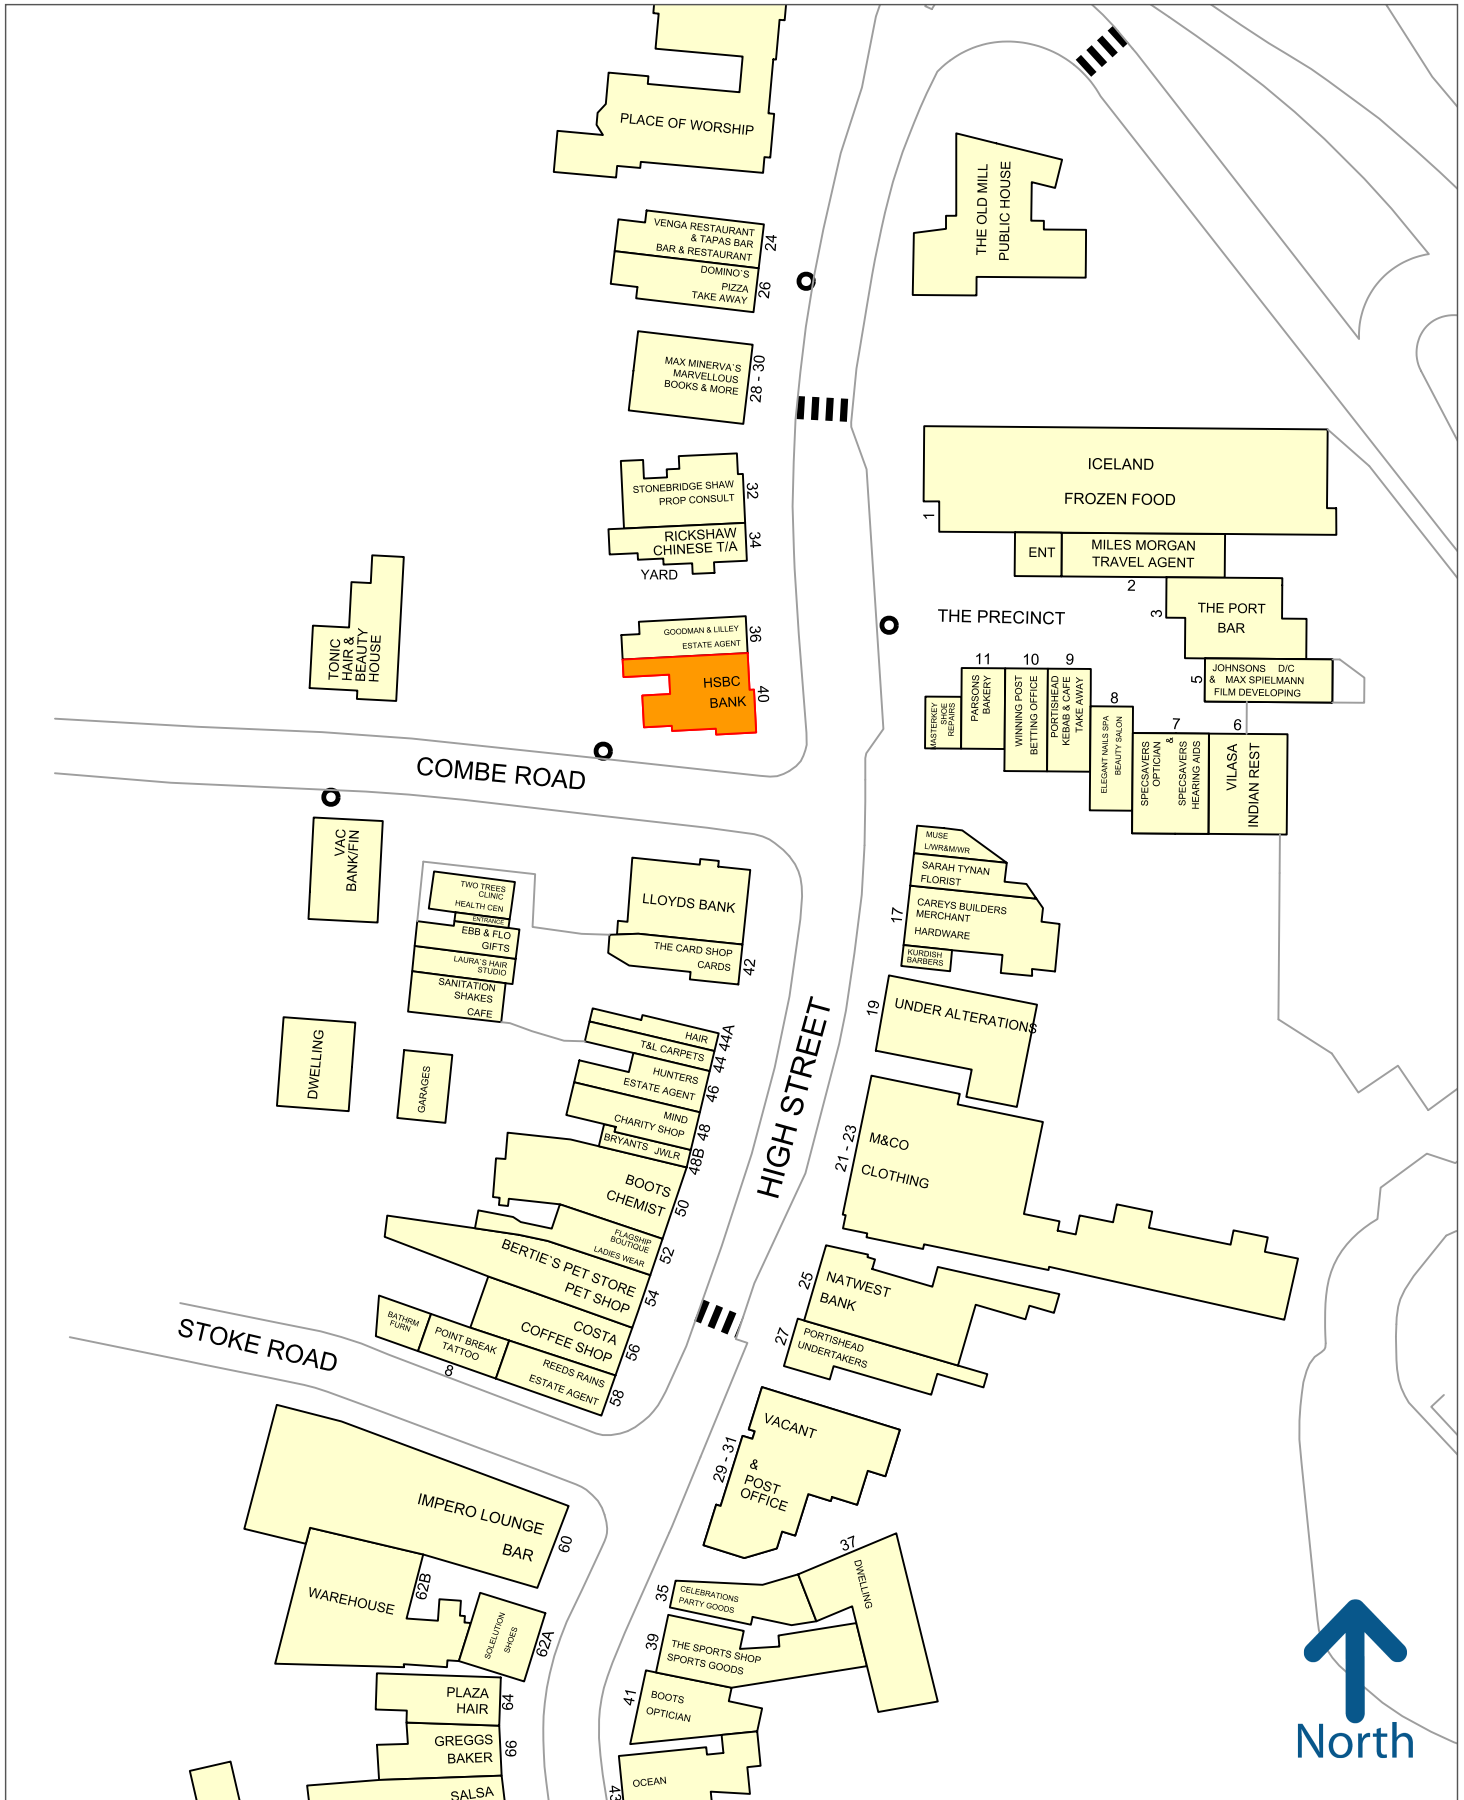 PLACE OF WORSHIP
VENGA RESTAURANT
& TAPAS BAR
BAR & RESTAURANT
24
DOMINO`S
PIZZA
TAKE AWAY
26
THE OLD MILL
PUBLIC HOUSE
MAX MINERVA`S
MARVELLOUS
BOOKS & MORE
28 - 30
STONEBRIDGE SHAW
PROP CONSULT
32
RICKSHAW
CHINESE T/A
34
YARD
ICELAND
FROZEN FOOD
1
ENT
MILES MORGAN
TRAVEL AGENT
2
THE PORT
BAR
3
THE PRECINCT
JOHNSONS D/C
& MAX SPIELMANN
FILM DEVELOPING
5
TONIC
HAIR &
BEAUTY
HOUSE
GOODMAN & LILLEY
ESTATE AGENT
36
HSBC
BANK
40
MASTERKEY
SHOE
REPAIRS
11
PARSONS
BAKERY
10
WINNING POST
BETTING OFFICE
9
PORTISHEAD
KEBAB & CAFE
TAKE AWAY
8
ELEGANT NAILS SPA
BEAUTY SALON
7
SPECSAVERS
OPTICIAN
&
SPECSAVERS
HEARING AIDS
6
VILASA
INDIAN REST
COMBE ROAD
VAC
BANK/FIN
TWO TREES
CLINIC
HEALTH CEN
ENTRANCE
EBB & FLO
GIFTS
LAURA`S HAIR
STUDIO
SANITATION
SHAKES
CAFE
LLOYDS BANK
THE CARD SHOP
CARDS
42
MUSE
L/WR&M/WR
SARAH TYNAN
FLORIST
CAREYS BUILDERS
MERCHANT
HARDWARE
17
KURDISH
BARBERS
UNDER ALTERATIONS
19
DWELLING
GARAGES
HAIR
44A
T&L CARPETS
44
HUNTERS
ESTATE AGENT
46
MIND
CHARITY SHOP
48
BRYANTS JWLR
48B
BOOTS
CHEMIST
50
HIGH STREET
M&CO
CLOTHING
21 - 23
FLAGSHIP
BOUTIQUE
LADIES WEAR
52
BERTIE`S PET STORE
PET SHOP
54
COSTA
COFFEE SHOP
56
NATWEST
BANK
25
PORTISHEAD
UNDERTAKERS
27
STOKE ROAD
BATHRM
FURN
POINT BREAK
TATTOO
8
REEDS RAINS
ESTATE AGENT
58
VACANT
&
POST
OFFICE
29 - 31
IMPERO LOUNGE
BAR
60
WAREHOUSE
62B
SOLELUTION
SHOES
62A
CELEBRATIONS
PARTY GOODS
35
37
DWELLING
THE SPORTS SHOP
SPORTS GOODS
39
BOOTS
OPTICIAN
41
PLAZA
HAIR
64
GREGGS
BAKER
66
SALSA
OCEAN
43
North